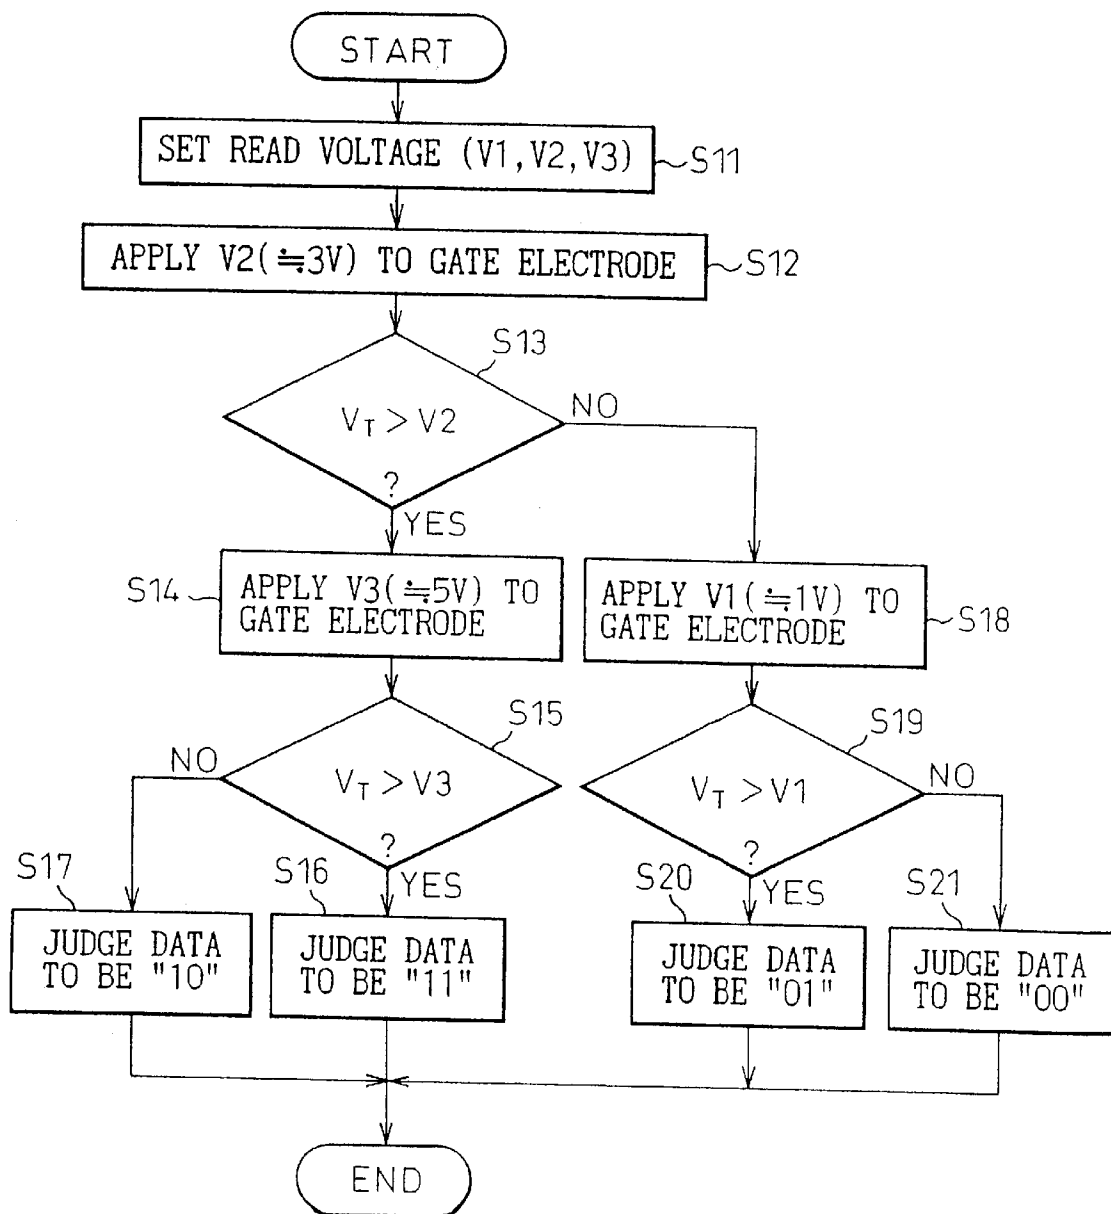 START
SET READ VOLTAGE (V1,V2,V3)
S11
APPLY V2(≒3V) TO GATE ELECTRODE
S12
S13
VT > V2
?
NO
YES
S14
APPLY V3(≒5V) TO
GATE ELECTRODE
APPLY V1(≒1V) TO
GATE ELECTRODE
S18
S15
VT > V3
?
NO
YES
S19
VT > V1
?
NO
YES
S17
JUDGE DATA
TO BE "10"
S16
JUDGE DATA
TO BE "11"
S20
JUDGE DATA
TO BE "01"
S21
JUDGE DATA
TO BE "00"
END